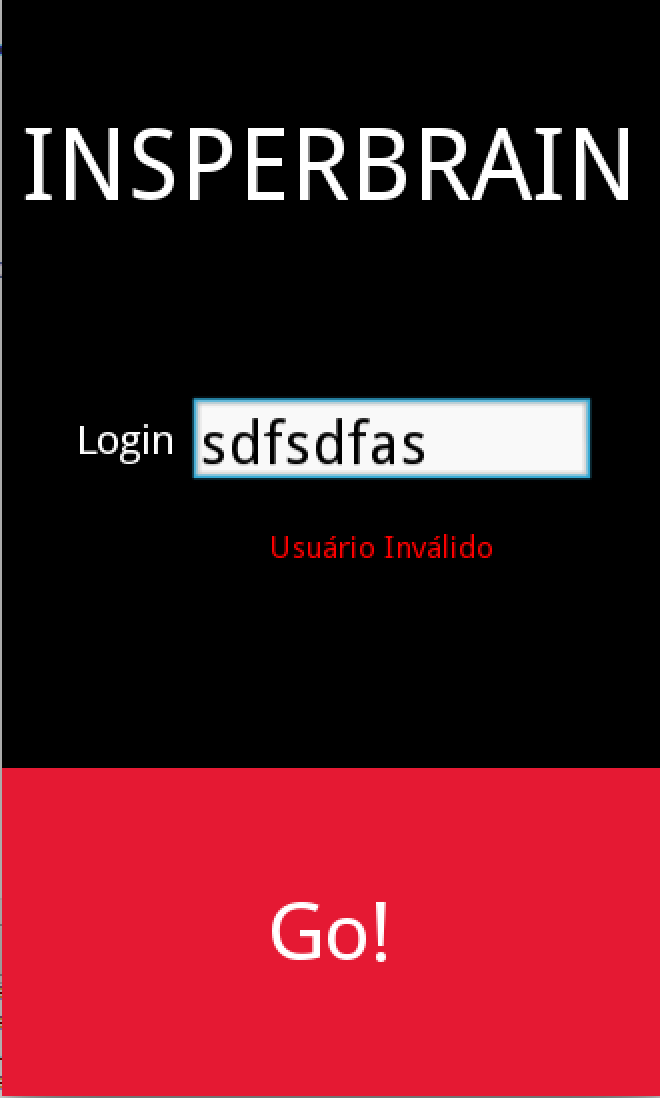 INSPERBRAIN
Login sdfsdfas
Usuário Inválido
Go!